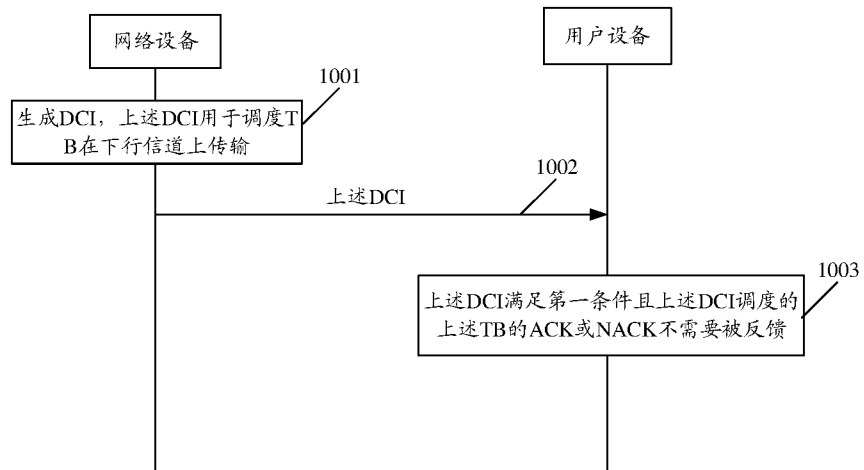 网络设备
用户设备
1001
生成DCI，上述DCI用于调度T
B在下行信道上传输
1002
上述DCI
1003
上述DCI满足第一条件且上述DCI调度的
上述TB的ACK或NACK不需要被反馈